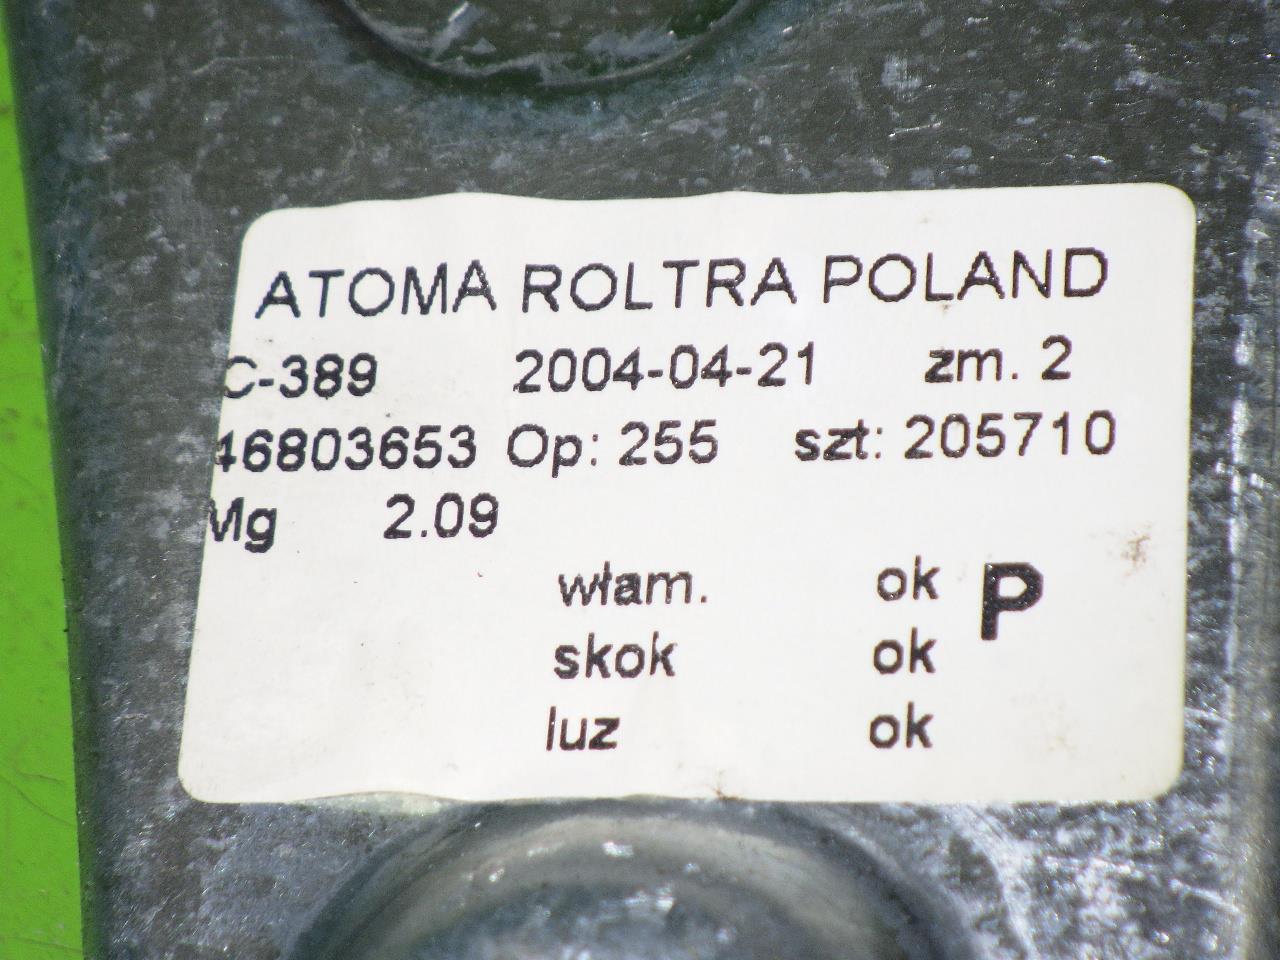 ATOMA ROLTRA POLAND
C-389 2004-04-21 zm. 2
46803653 Op: 255 szt: 205710
Mg 2.09
włam. ok P
skok ok
luz ok